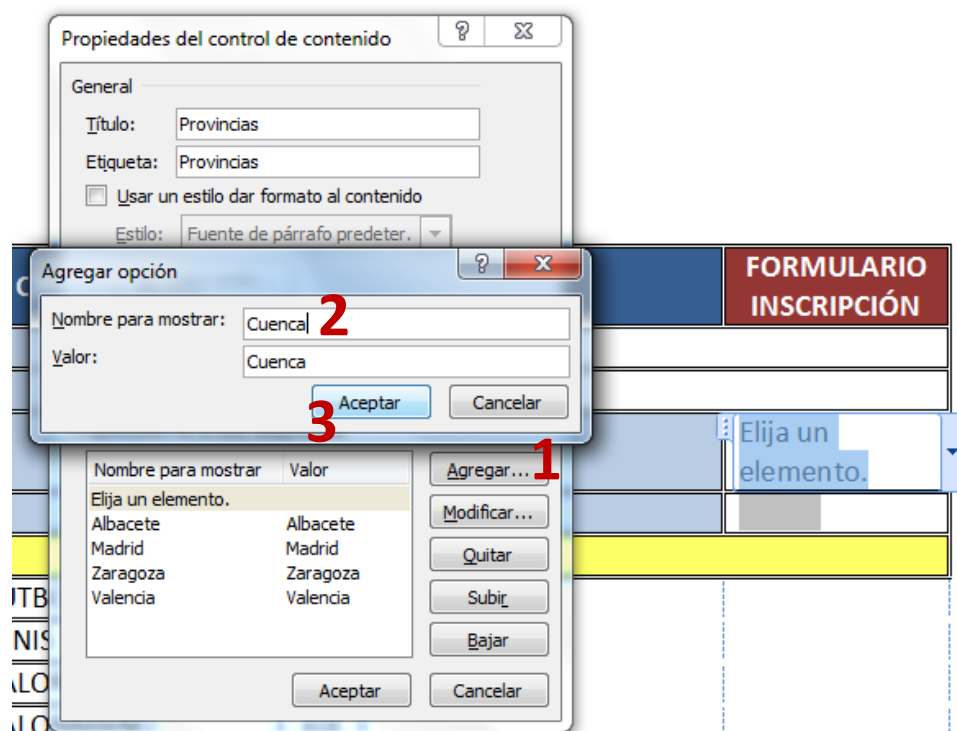 Propiedades del control de contenido
General
Título: Provincias
Etiqueta: Provincias
Usar un estilo dar formato al contenido
Estilo: Fuente de párrafo predeter.
FORMULARIO
INSCRIPCIÓN
Agregar opción
Nombre para mostrar: Cuenca 2
Valor: Cuenca
3 Aceptar Cancelar
Elija un
elemento.
Nombre para mostrar Valor Agregar... 1
Elija un elemento.
Albacete Albacete Modificar...
Madrid Madrid
Zaragoza Zaragoza Quitar
Valencia Valencia Subir
Bajar
Aceptar Cancelar